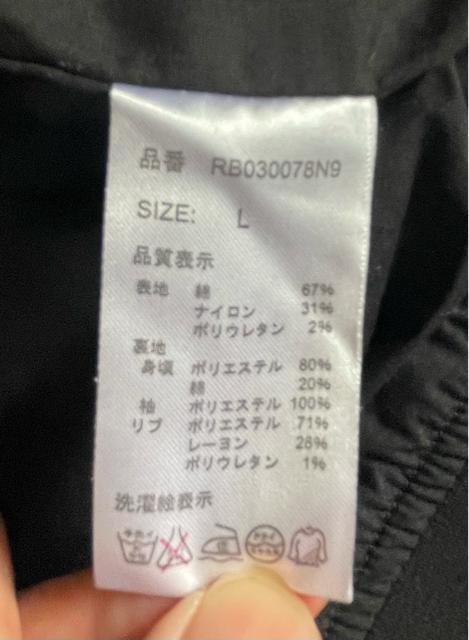 品番 RB030078N9
SIZE: L
品質表示
表地 綿 67%
ナイロン 31%
ポリウレタン 2%
裏地
身頃 ポリエステル 80%
綿 20%
袖 ポリエステル 100%
リブ ポリエステル 71%
レーヨン 28%
ポリウレタン 1%
洗濯絵表示